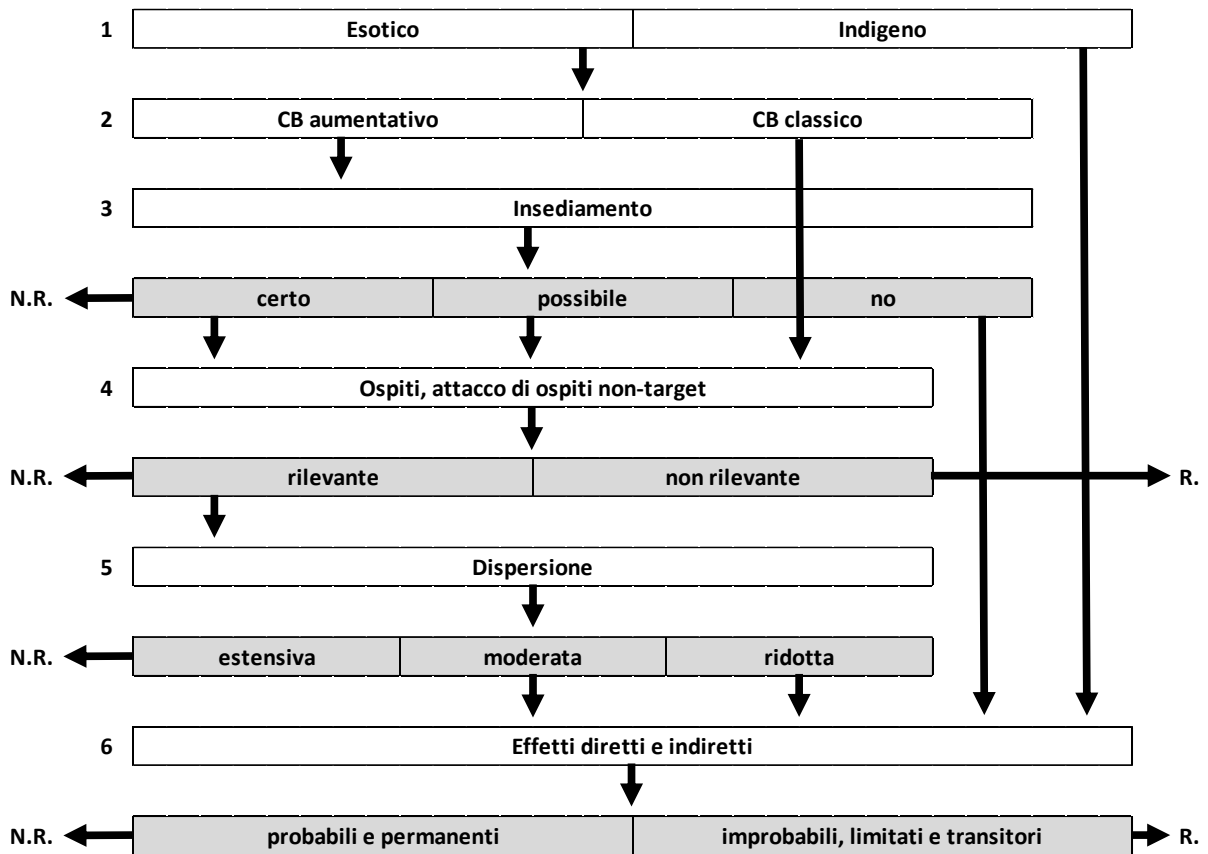 1 Esotico Indigeno
2 CB aumentativo CB classico
3 Insediamento
N.R. certo possibile no
4 Ospiti, attacco di ospiti non-target
N.R. rilevante non rilevante R.
5 Dispersione
N.R. estensiva moderata ridotta
6 Effetti diretti e indiretti
N.R. probabili e permanenti improbabili, limitati e transitori R.